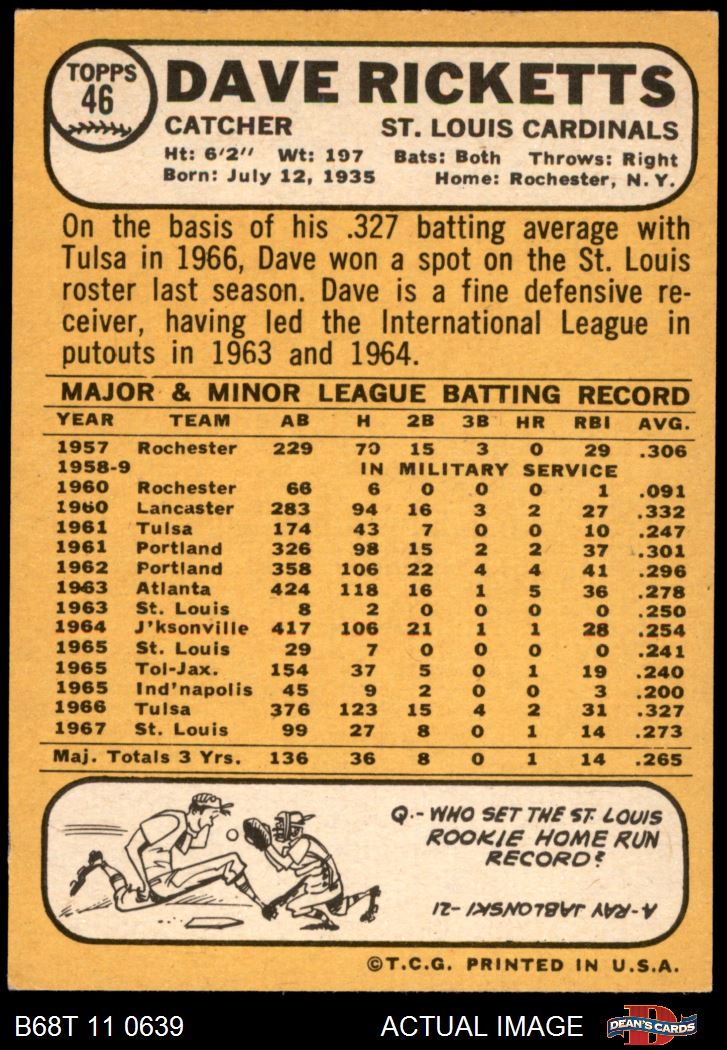 TOPPS
46
DAVE RICKETTS
CATCHER ST. LOUIS CARDINALS
Ht: 6'2" Wt: 197 Bats: Both Throws: Right
Born: July 12, 1935 Home: Rochester, N. Y.
On the basis of his .327 batting average with
Tulsa in 1966, Dave won a spot on the St. Louis
roster last season. Dave is a fine defensive re-
ceiver, having led the International League in
putouts in 1963 and 1964.
MAJOR & MINOR LEAGUE BATTING RECORD
YEAR TEAM AB H 2B 3B HR RBI AVG.
1957 Rochester 229 70 15 3 0 29 .306
1958-9 IN MILITARY SERVICE
1960 Rochester 66 6 0 0 0 1 .091
1960 Lancaster 283 94 16 3 2 27 .332
1961 Tulsa 174 43 7 0 0 10 .247
1961 Portland 326 98 15 2 2 37 .301
1962 Portland 358 106 22 4 4 41 .296
1963 Atlanta 424 118 16 1 5 36 .278
1963 St. Louis 8 2 0 0 0 0 .250
1964 J'ksonville 417 106 21 1 1 28 .254
1965 St. Louis 29 7 0 0 0 0 .241
1965 Tol-Jax. 154 37 5 0 1 19 .240
1965 Ind'napolis 45 9 2 0 0 3 .200
1966 Tulsa 376 123 15 4 2 31 .327
1967 St. Louis 99 27 8 0 1 14 .273
Maj. Totals 3 Yrs. 136 36 8 0 1 14 .265
Q.- WHO SET THE ST. LOUIS
ROOKIE HOME RUN
RECORD?
A-RAY JABLONSKI-21
©T.C.G. PRINTED IN U.S.A.
B68T 11 0639 ACTUAL IMAGE DEAN'S CARDS